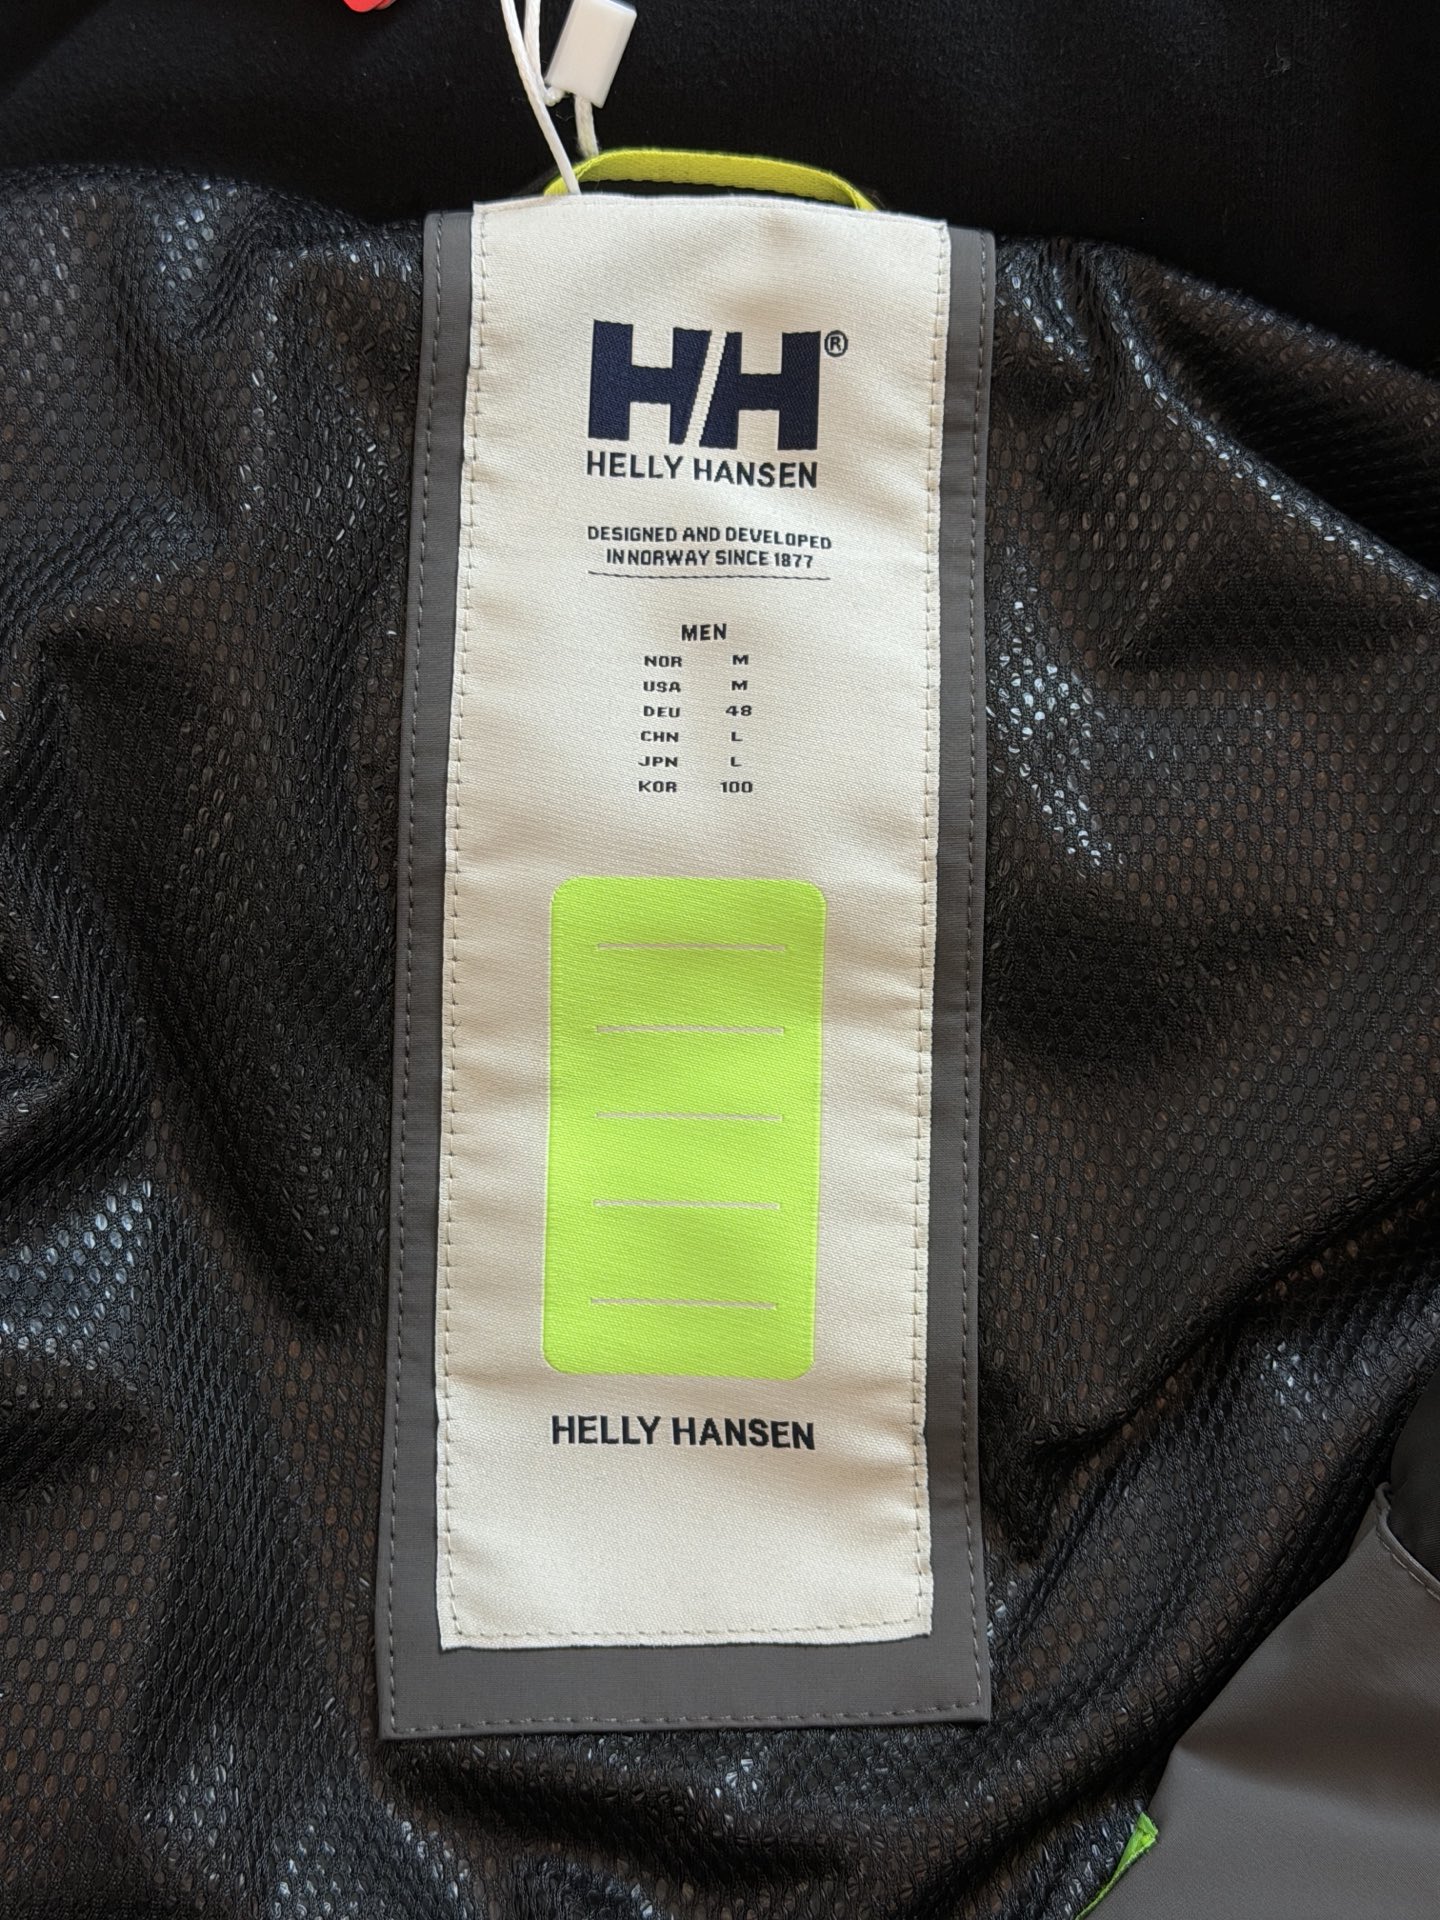 HH®
HELLY HANSEN
DESIGNED AND DEVELOPED
IN NORWAY SINCE 1877
MEN
NOR M
USA M
DEU 48
CHN L
JPN L
KOR 100
HELLY HANSEN